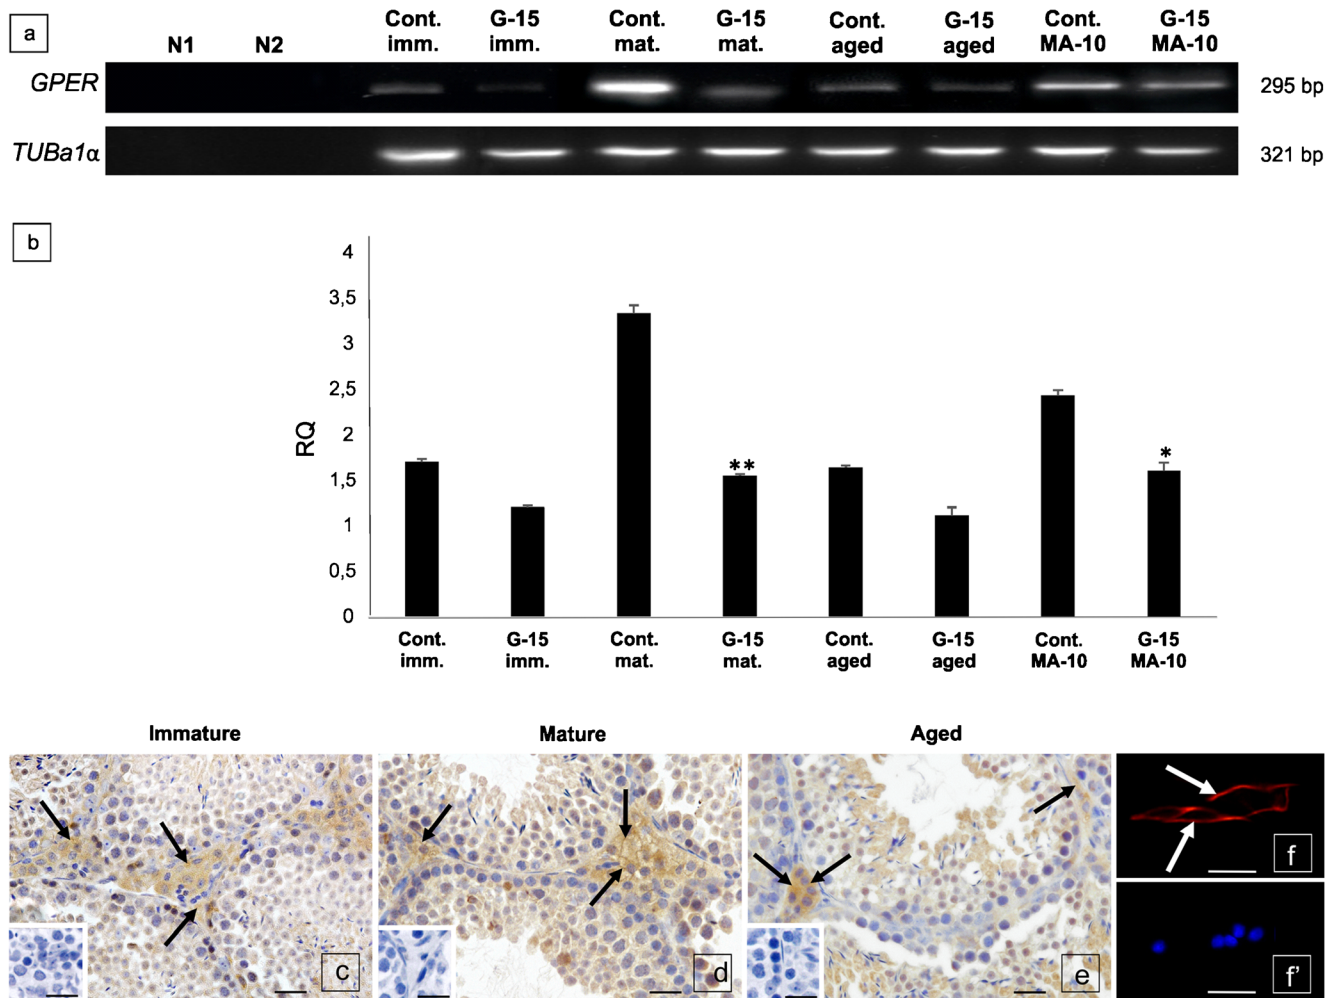 a
N1 N2 Cont. imm. G-15 imm. Cont. mat. G-15 mat. Cont. aged G-15 aged Cont. MA-10 G-15 MA-10
GPER 295 bp
TUBa1α 321 bp
b
4
3,5
3
2,5
2
1,5
1
0,5
0
RQ
**
*
Cont. imm. G-15 imm. Cont. mat. G-15 mat. Cont. aged G-15 aged Cont. MA-10 G-15 MA-10
Immature Mature Aged
c
d
e
f
f'